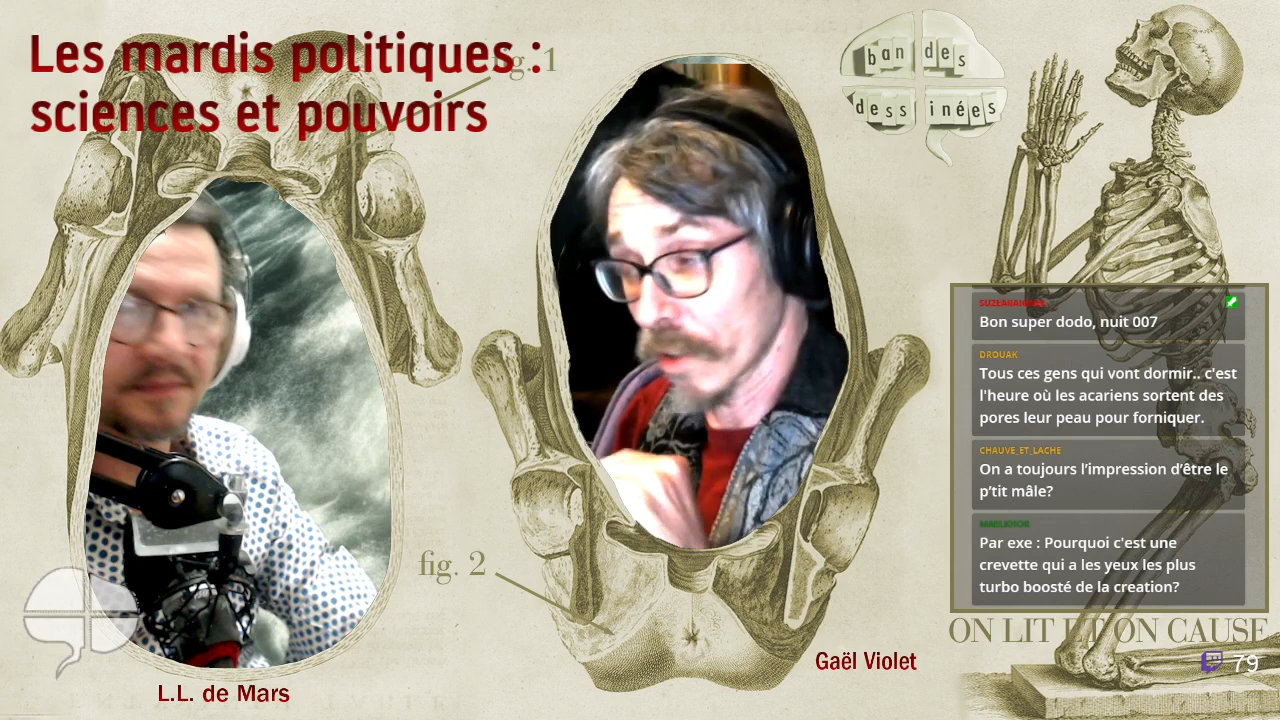 Les mardis politiques :
sciences et pouvoirs
fig. 1
ban des
dessinées
Bon super dodo, nuit 007
DROUAK
Tous ces gens qui vont dormir.. c'est
l'heure où les acariens sortent des
pores leur peau pour forniquer.
CHAUVE_ET_LACHE
On a toujours l'impression d'être le
p'tit mâle?
Par exe : Pourquoi c'est une
crevette qui a les yeux les plus
turbo boosté de la creation?
fig. 2
ON LIT ET ON CAUSE
79
Gaël Violet
L.L. de Mars